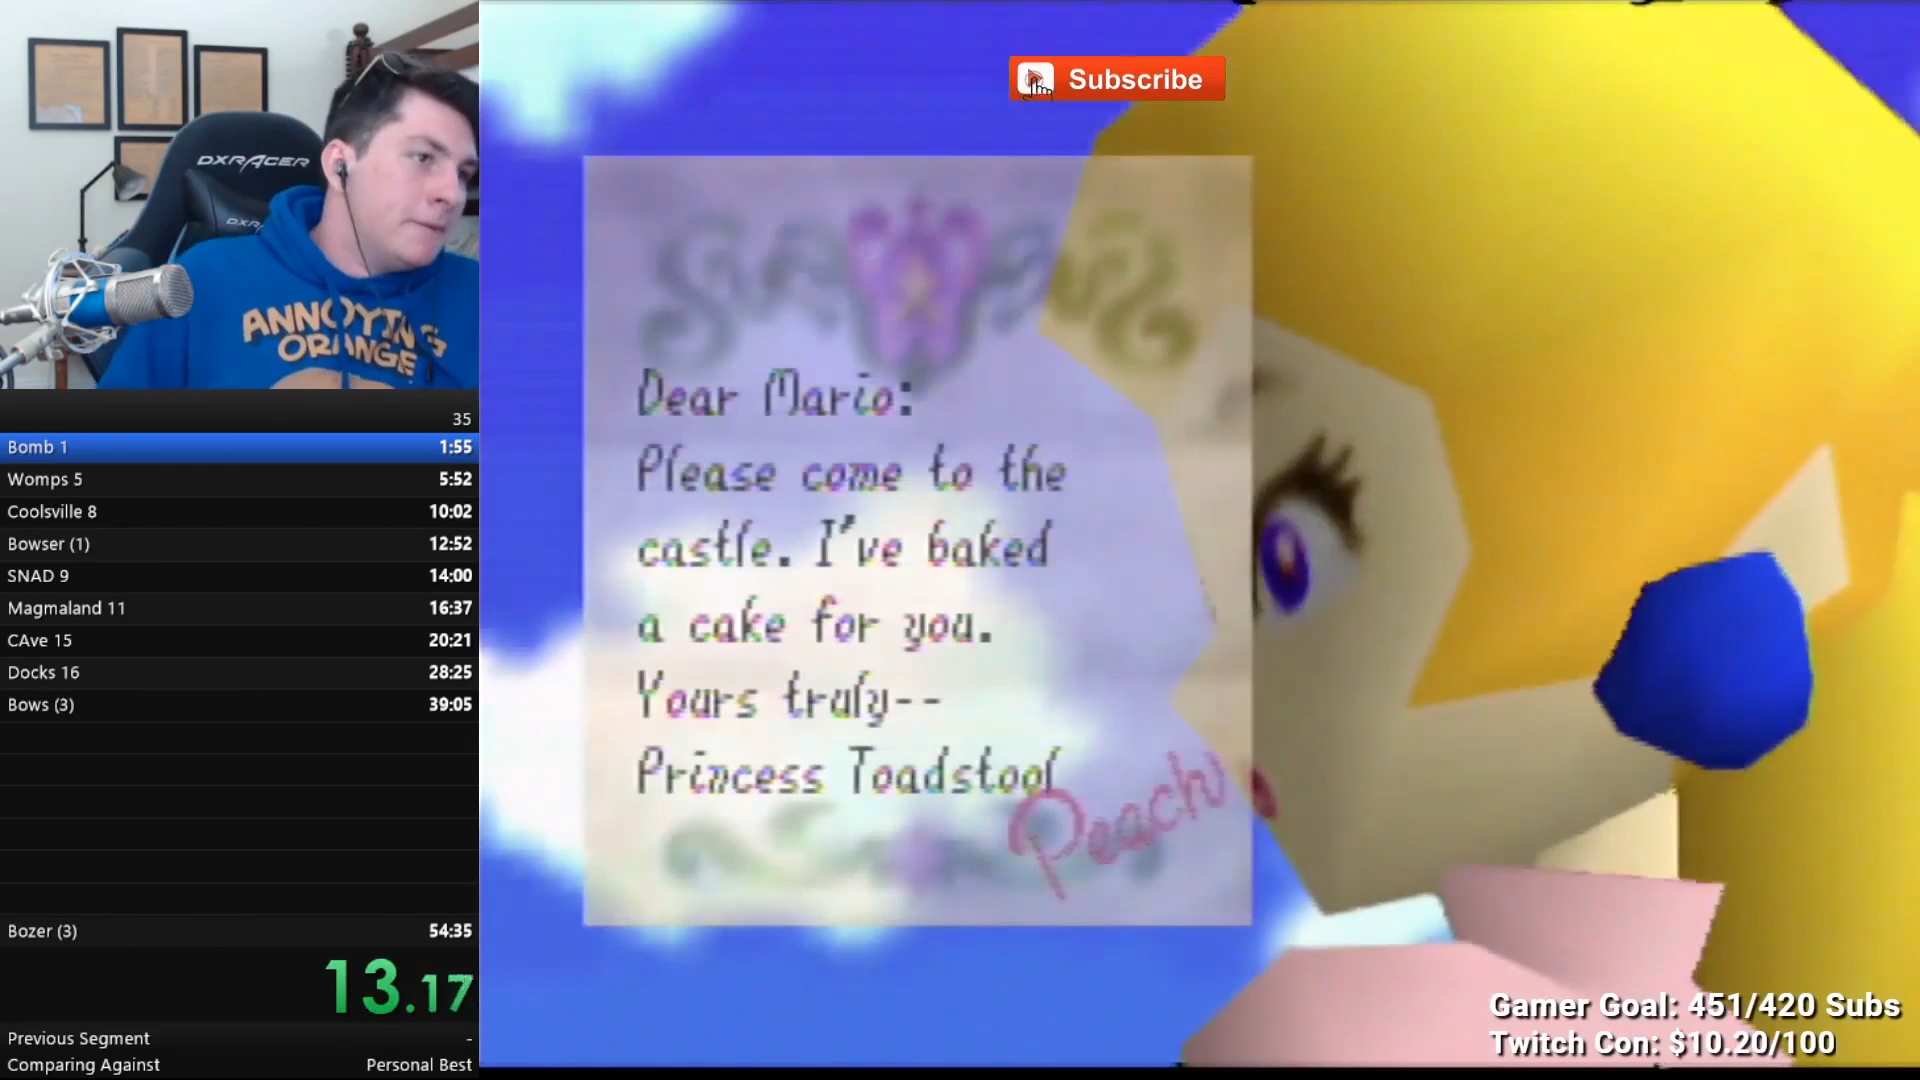 DXRACER
DXR
ANNOYING
ORANGE
35
Bomb 1 1:55
Womps 5 5:52
Coolsville 8 10:02
Bowser (1) 12:52
SNAD 9 14:00
Magmaland 11 16:37
CAve 15 20:21
Docks 16 28:25
Bows (3) 39:05
Bozer (3) 54:35
13.17
Previous Segment -
Comparing Against Personal Best
Subscribe
Dear Mario:
Please come to the
castle. I've baked
a cake for you.
Yours truly--
Princess Toadstool
Peach
Gamer Goal: 451/420 Subs
Twitch Con: $10.20/100